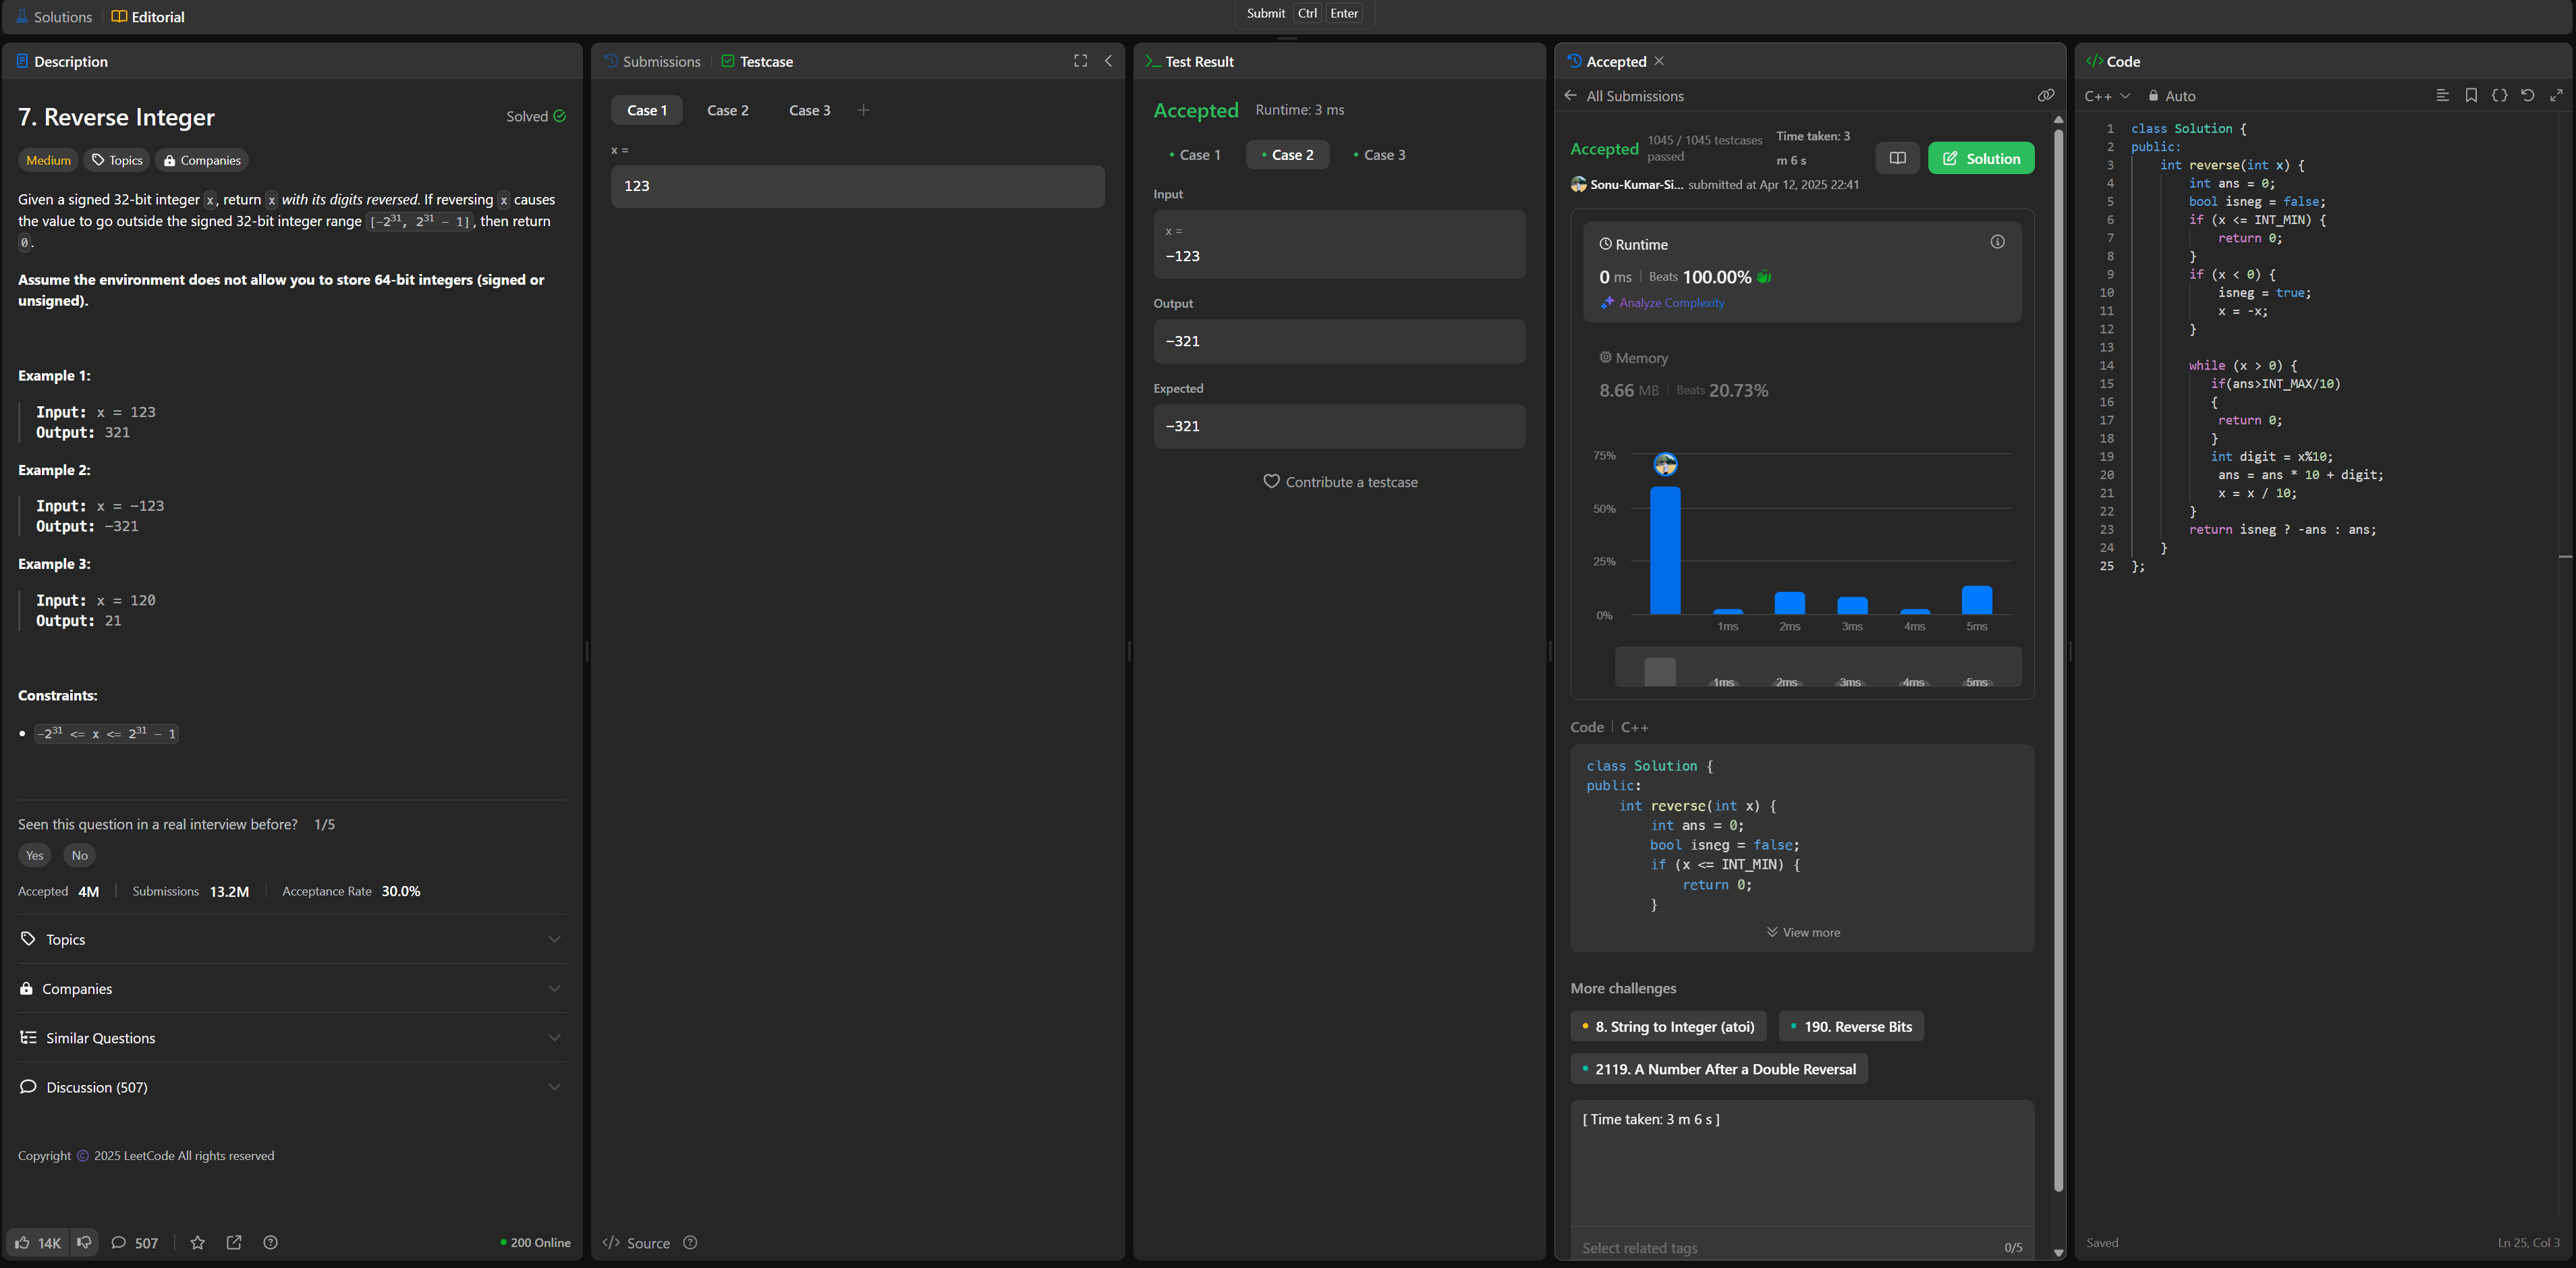 Solutions Editorial
Submit Ctrl Enter
Description
7. Reverse Integer
Solved
Medium Topics Companies
Given a signed 32-bit integer x, return x with its digits reversed. If reversing x causes
the value to go outside the signed 32-bit integer range [-2³¹, 2³¹ - 1], then return
0.
Assume the environment does not allow you to store 64-bit integers (signed or
unsigned).
Example 1:
Input: x = 123
Output: 321
Example 2:
Input: x = -123
Output: -321
Example 3:
Input: x = 120
Output: 21
Constraints:
-2³¹ <= x <= 2³¹ - 1
Seen this question in a real interview before? 1/5
Yes No
Accepted 4M Submissions 13.2M Acceptance Rate 30.0%
Topics
Companies
Similar Questions
Discussion (507)
Copyright © 2025 LeetCode All rights reserved
14K 507 200 Online
Submissions Testcase
Case 1 Case 2 Case 3
x =
123
Source
Test Result
Accepted Runtime: 3 ms
Case 1 Case 2 Case 3
Input
x =
-123
Output
-321
Expected
-321
Contribute a testcase
Accepted
All Submissions
Accepted 1045 / 1045 testcases
passed
Time taken: 3
m 6 s
Solution
Sonu-Kumar-Si... submitted at Apr 12, 2025 22:41
Runtime
0 ms Beats 100.00%
Analyze Complexity
Memory
8.66 MB Beats 20.73%
75%
50%
25%
0%
1ms 2ms 3ms 4ms 5ms
1ms 2ms 3ms 4ms 5ms
Code C++
class Solution {
public:
int reverse(int x) {
int ans = 0;
bool isneg = false;
if (x <= INT_MIN) {
return 0;
}
View more
More challenges
8. String to Integer (atoi) 190. Reverse Bits
2119. A Number After a Double Reversal
[ Time taken: 3 m 6 s ]
Select related tags 0/5
</> Code
C++ Auto
1 class Solution {
2 public:
3 int reverse(int x) {
4 int ans = 0;
5 bool isneg = false;
6 if (x <= INT_MIN) {
7 return 0;
8 }
9 if (x < 0) {
10 isneg = true;
11 x = -x;
12 }
13
14 while (x > 0) {
15 if(ans>INT_MAX/10)
16 {
17 return 0;
18 }
19 int digit = x%10;
20 ans = ans * 10 + digit;
21 x = x / 10;
22 }
23 return isneg ? -ans : ans;
24 }
25 };
Saved Ln 25, Col 3